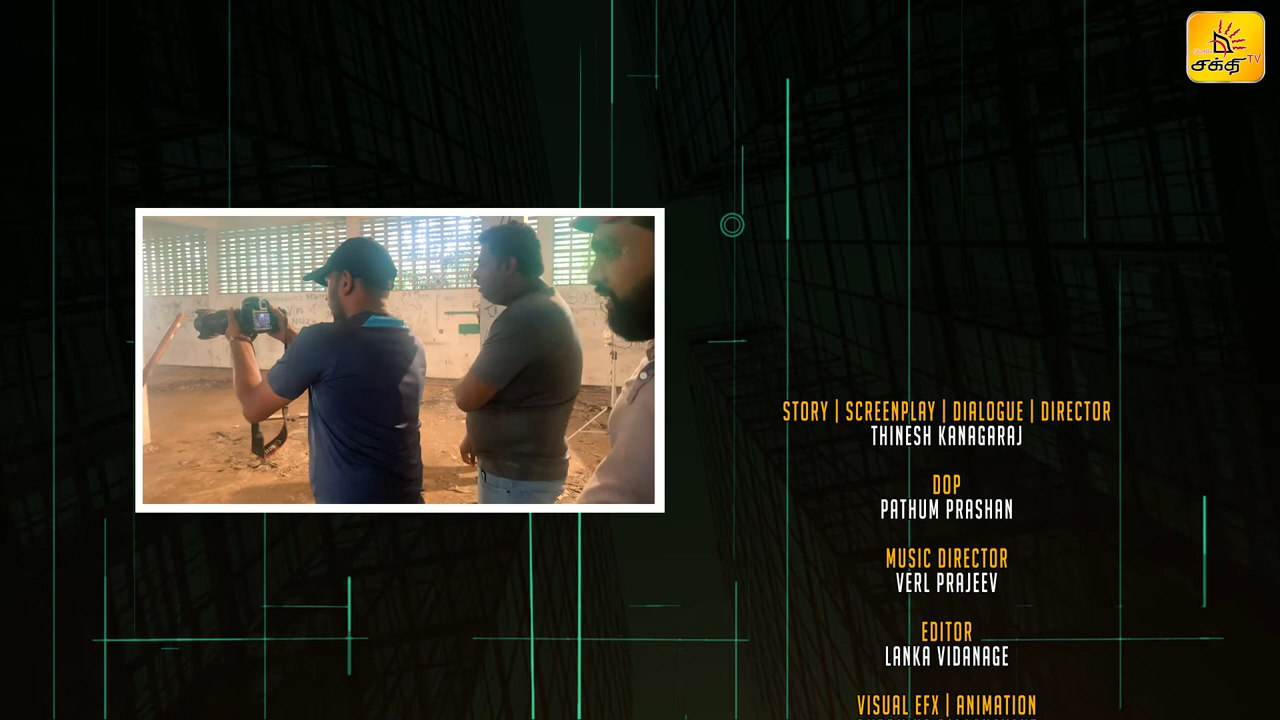 சக்தி TV
STORY | SCREENPLAY | DIALOGUE | DIRECTOR
THINESH KANAGARAJ
DOP
PATHUM PRASHAN
MUSIC DIRECTOR
VERL PRAJEEV
EDITOR
LANKA VIDANAGE
VISUAL EFX | ANIMATION